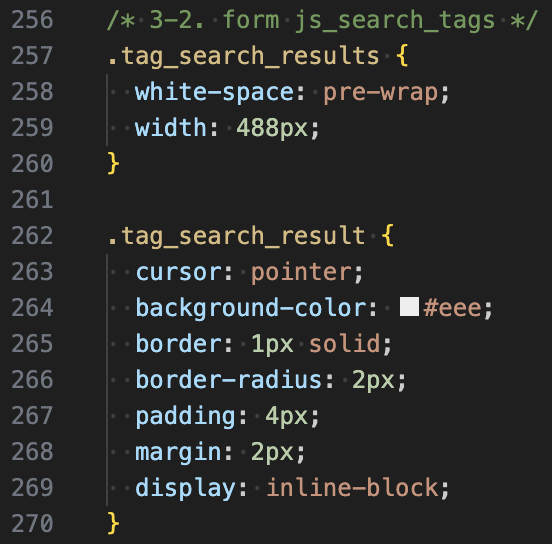 256 /* 3-2. form js_search_tags */
257 .tag_search_results {
258   white-space: pre-wrap;
259   width: 488px;
260 }
261
262 .tag_search_result {
263   cursor: pointer;
264   background-color: #eee;
265   border: 1px solid;
266   border-radius: 2px;
267   padding: 4px;
268   margin: 2px;
269   display: inline-block;
270 }